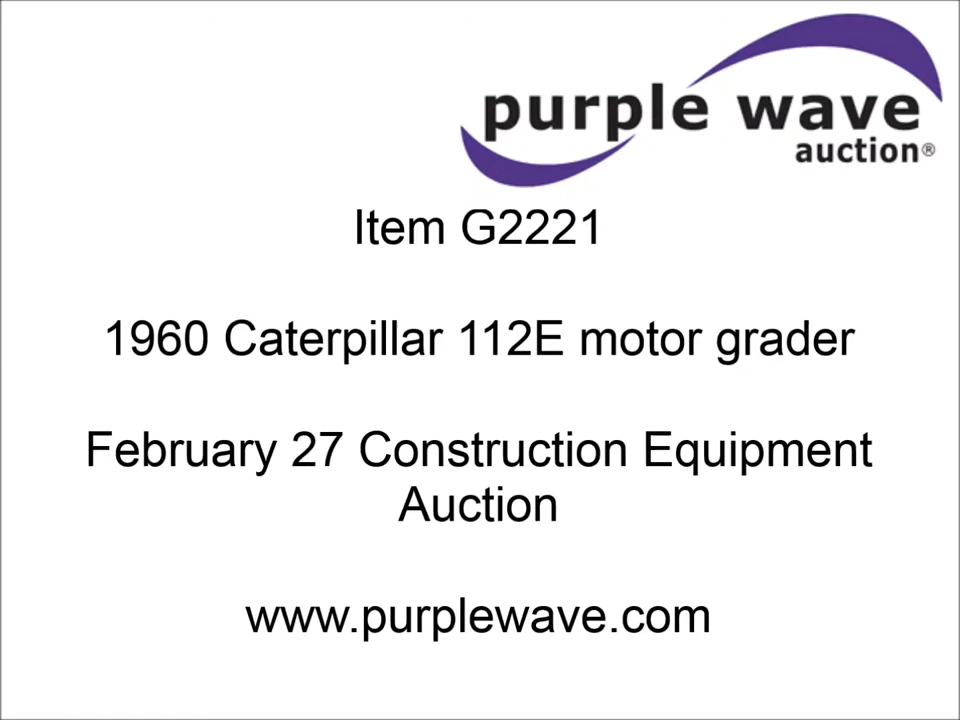 purple wave
auction®
Item G2221
1960 Caterpillar 112E motor grader
February 27 Construction Equipment
Auction
www.purplewave.com